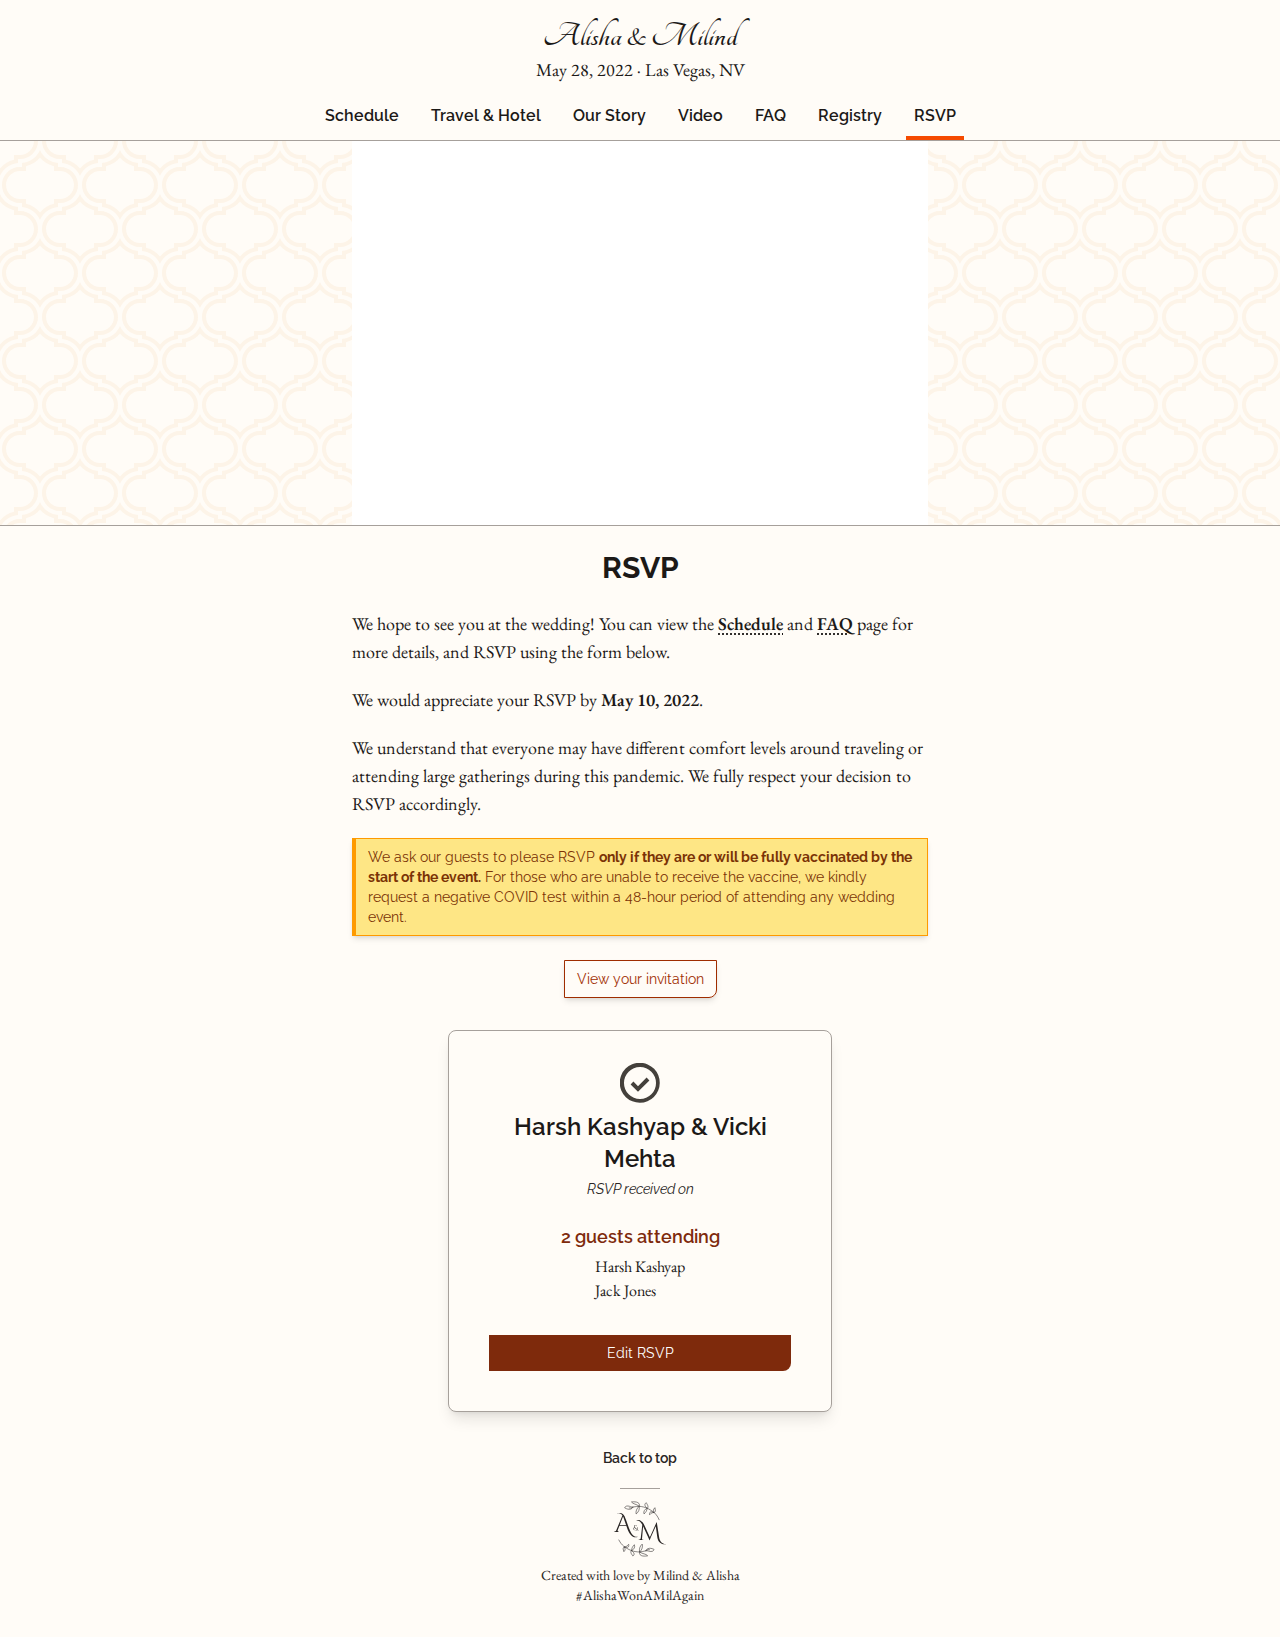 Alisha & Milind
May 28, 2022 · Las Vegas, NV
Schedule Travel & Hotel Our Story Video FAQ Registry RSVP
RSVP
We hope to see you at the wedding! You can view the Schedule and FAQ page for
more details, and RSVP using the form below.
We would appreciate your RSVP by May 10, 2022.
We understand that everyone may have different comfort levels around traveling or
attending large gatherings during this pandemic. We fully respect your decision to
RSVP accordingly.
We ask our guests to please RSVP only if they are or will be fully vaccinated by the
start of the event. For those who are unable to receive the vaccine, we kindly
request a negative COVID test within a 48-hour period of attending any wedding
event.
View your invitation
Harsh Kashyap & Vicki
Mehta
RSVP received on
2 guests attending
Harsh Kashyap
Jack Jones
Edit RSVP
Back to top
A&M
Created with love by Milind & Alisha
#AlishaWonAMilAgain